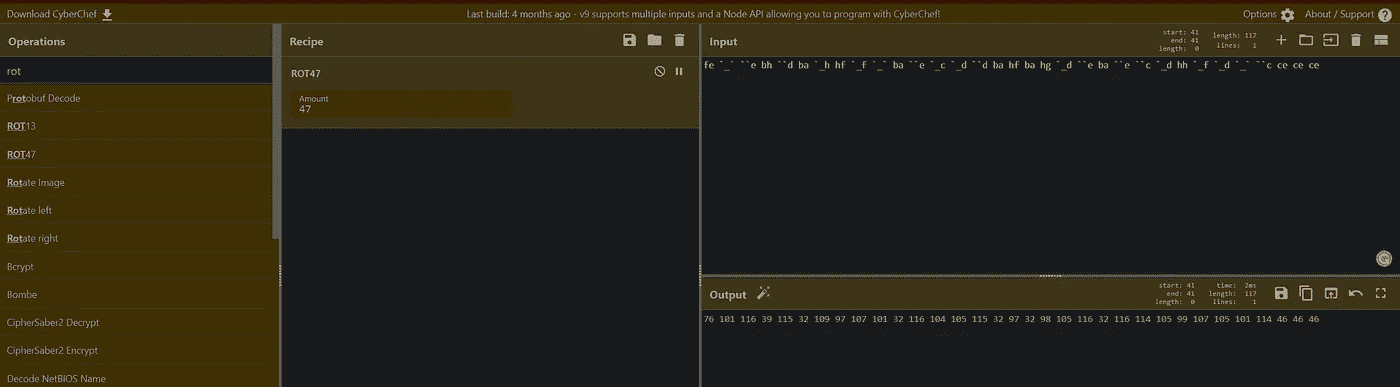 Download CyberChef
Last build: 4 months ago - v9 supports multiple inputs and a Node API allowing you to program with CyberChef!
Options
About / Support
Operations
rot
Protobuf Decode
ROT13
ROT47
Rotate Image
Rotate left
Rotate right
Bcrypt
Bombe
CipherSaber2 Decrypt
CipherSaber2 Encrypt
Decode NetBIOS Name
Recipe
ROT47
Amount
47
Input
start: 41
end: 41
length: 0
length: 117
lines: 1
fe `_` ``e bh ``d ba `_h hf `_f `_` ba ``e `_c `_d ``d ba hf ba hg `_d ``e ba ``e ``c `_d hh `_f `_d `_` ``c ce ce ce
Output
start: 41
end: 41
length: 0
time: 2ms
length: 117
lines: 1
76 101 116 39 115 32 109 97 107 101 32 116 104 105 115 32 97 32 98 105 116 32 116 114 105 99 107 105 101 114 46 46 46